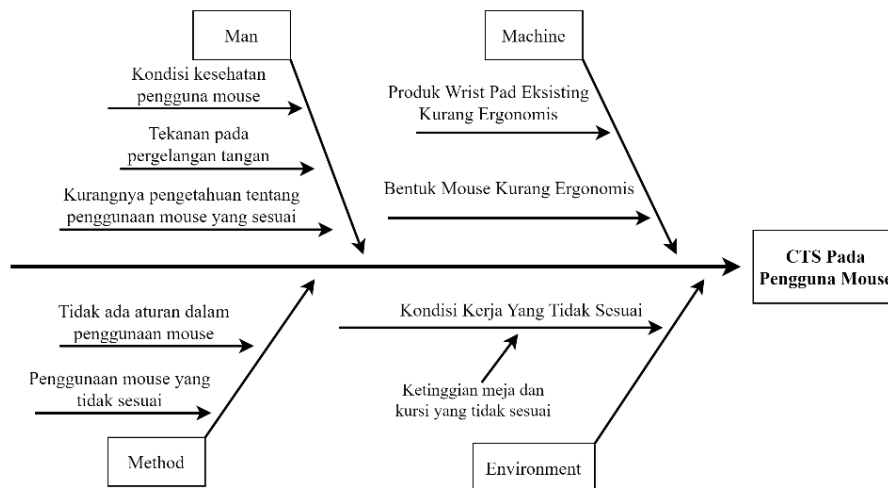 Man
Machine
Kondisi kesehatan
pengguna mouse
Produk Wrist Pad Eksisting
Kurang Ergonomis
Tekanan pada
pergelangan tangan
Bentuk Mouse Kurang Ergonomis
Kurangnya pengetahuan tentang
penggunaan mouse yang sesuai
CTS Pada
Pengguna Mouse
Tidak ada aturan dalam
penggunaan mouse
Kondisi Kerja Yang Tidak Sesuai
Penggunaan mouse yang
tidak sesuai
Ketinggian meja dan
kursi yang tidak sesuai
Method
Environment